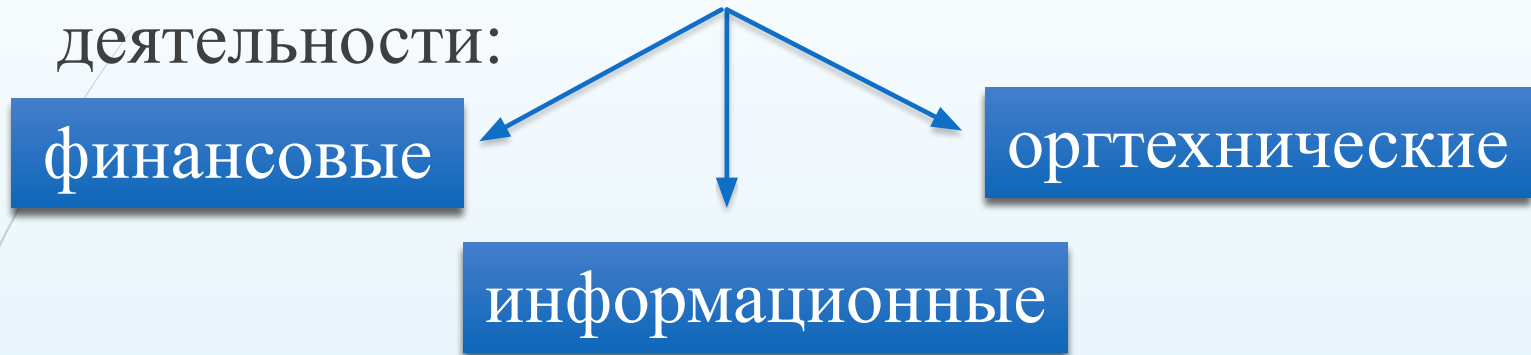 деятельности:
финансовые
оргтехнические
информационные